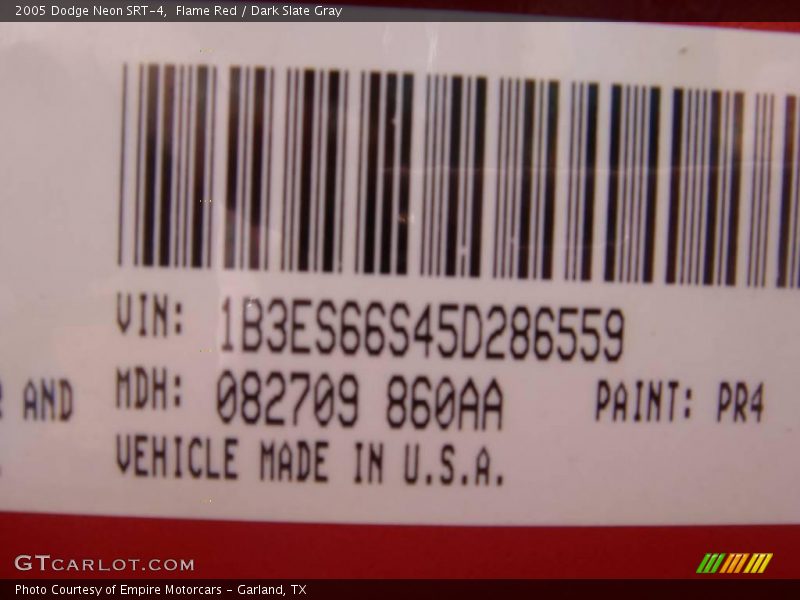 2005 Dodge Neon SRT-4, Flame Red / Dark Slate Gray
VIN: 1B3ES66S45D286559
AND MDH: 082709 860AA PAINT: PR4
VEHICLE MADE IN U.S.A.
GTCARLOT.COM
Photo Courtesy of Empire Motorcars - Garland, TX